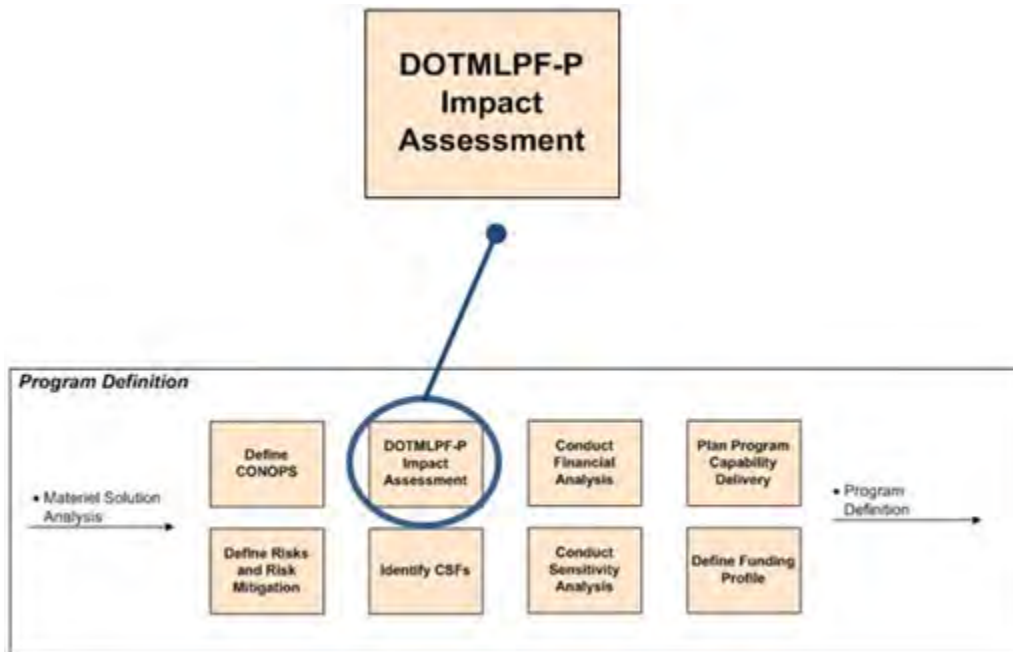 DOTMLPF-P
Impact
Assessment
Program Definition
Define
CONOPS
DOTMLPF-P
Impact
Assessment
Conduct
Financial
Analysis
Plan Program
Capability
Delivery
• Materiel Solution
Analysis
• Program
Definition
Define Risks
and Risk
Mitigation
Identify CSFs
Conduct
Sensitivity
Analysis
Define Funding
Profile